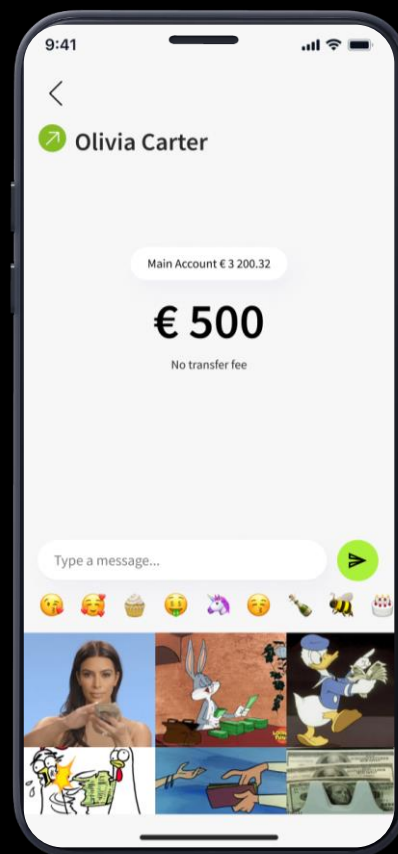 9:41
Olivia Carter
Main Account € 3 200.32
€ 500
No transfer fee
Type a message...